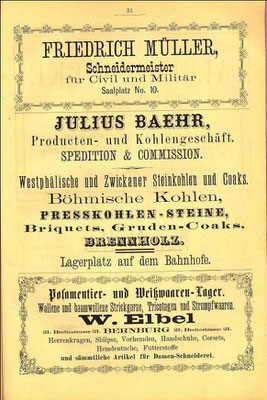 31
FRIEDRICH MÜLLER,
Schneidermeister
für Civil und Militär
Saalplatz No. 10.
JULIUS BAEHR,
Producten- und Kohlengeschäft.
SPEDITION & COMMISSION.
Westphälische und Zwickauer Steinkohlen und Coaks.
Böhmische Kohlen,
PRESSKOHLEN-STEINE,
Briquets, Gruden-Coaks,
BRENNHOLZ.
Lagerplatz auf dem Bahnhofe.
Posamentier- und Weißwaaren-Lager.
Wollene und baumwollene Strickgarne, Tricotagen und Strumpfwaaren.
W. Elbel
21. Breitestrasse 21. BERNBURG 21. Breitestrasse 21.
Herrenkragen, Shlipse, Vorhemden, Handschuhe, Corsets,
Hemdentuche, Futterstoffe
und sämmtliche Artikel für Damen-Schneiderei.